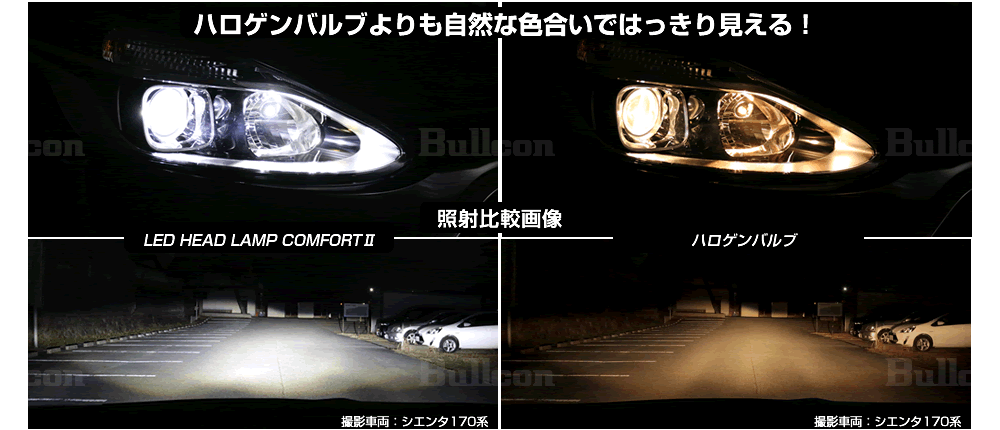 ハロゲンバルブよりも自然な色合いではっきり見える！
Bullcon
Bullcon
con
照射比較画像
LED HEAD LAMP COMFORTⅡ
ハロゲンバルブ
con
Bullcon
Bullcon
撮影車両：シエンタ170系
撮影車両：シエンタ170系